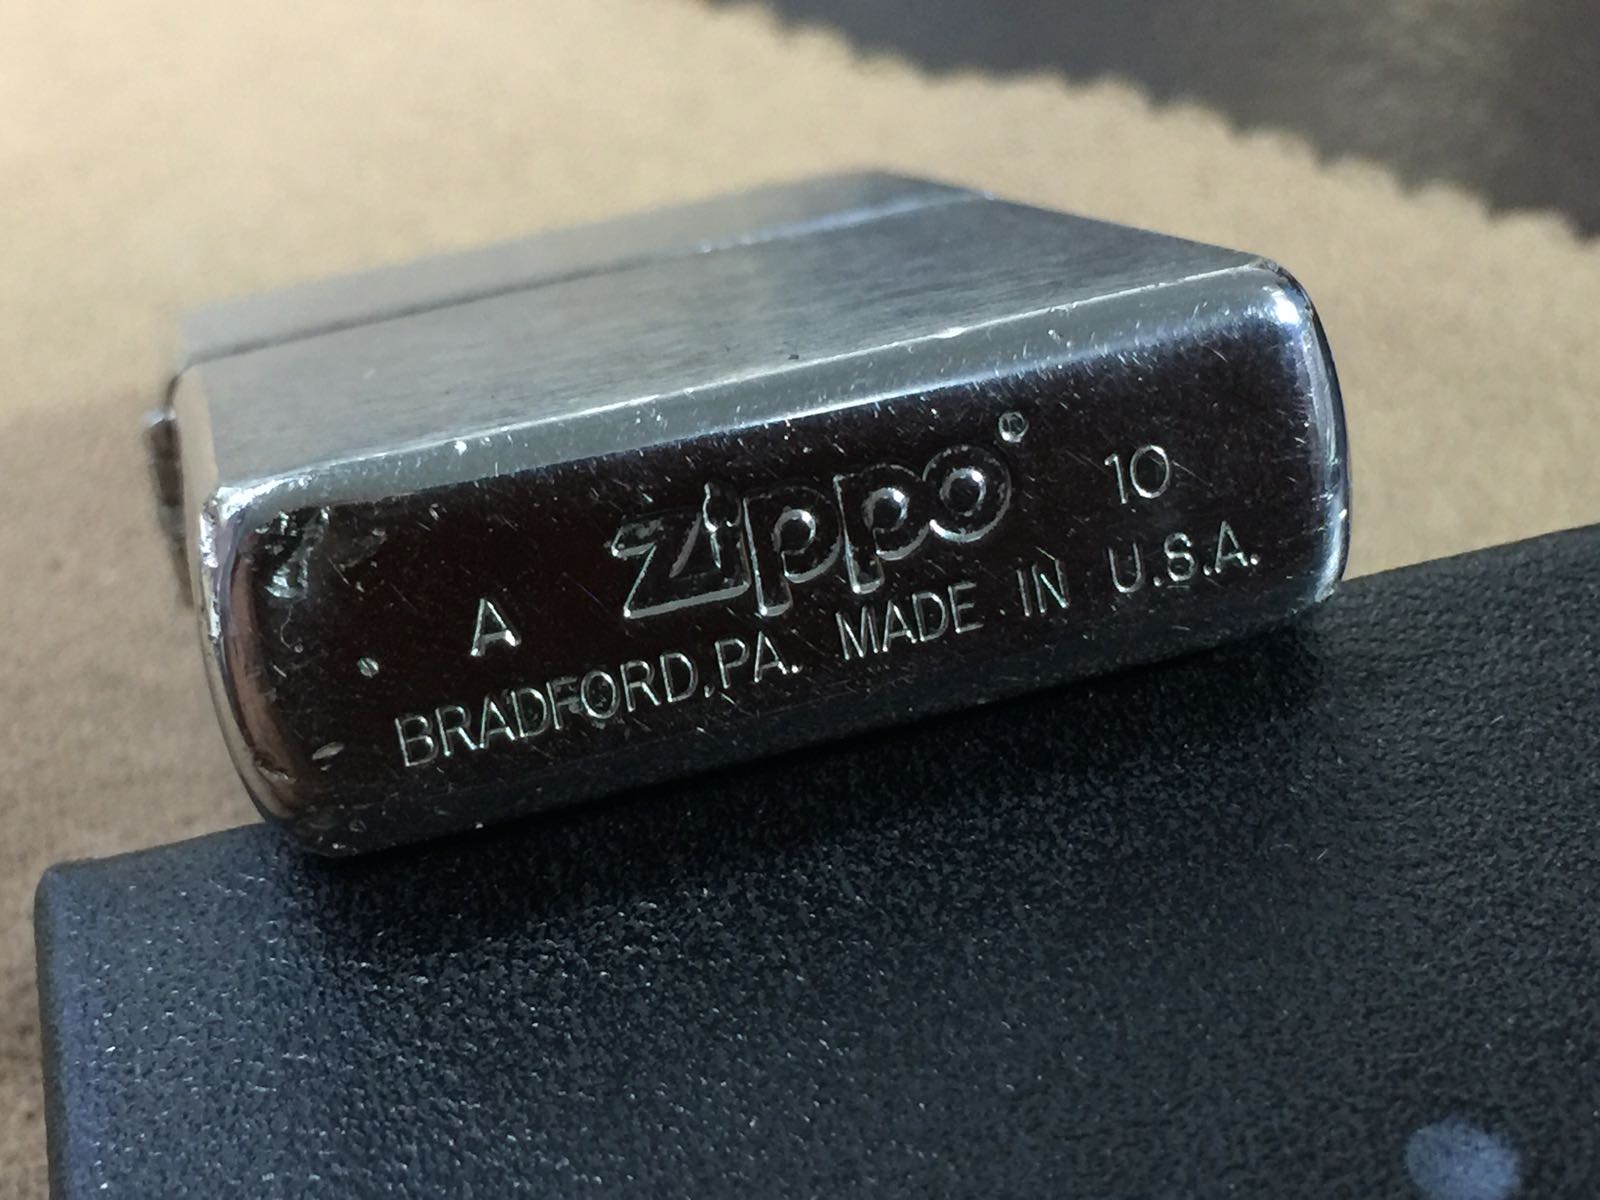 A zippo® 10
BRADFORD,PA. MADE IN U.S.A.